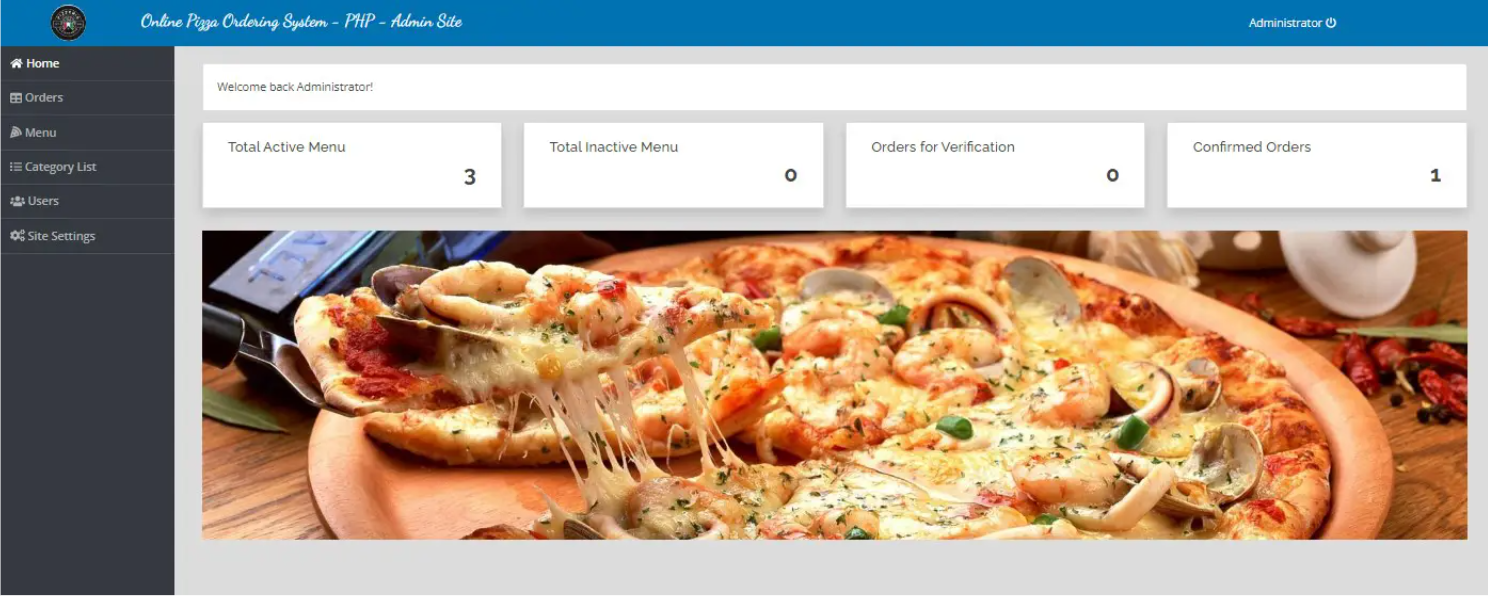 Online Pizza Ordering System - PHP - Admin Site
Administrator
Home
Orders
Menu
Category List
Users
Site Settings
Welcome back Administrator!
Total Active Menu
3
Total Inactive Menu
0
Orders for Verification
0
Confirmed Orders
1